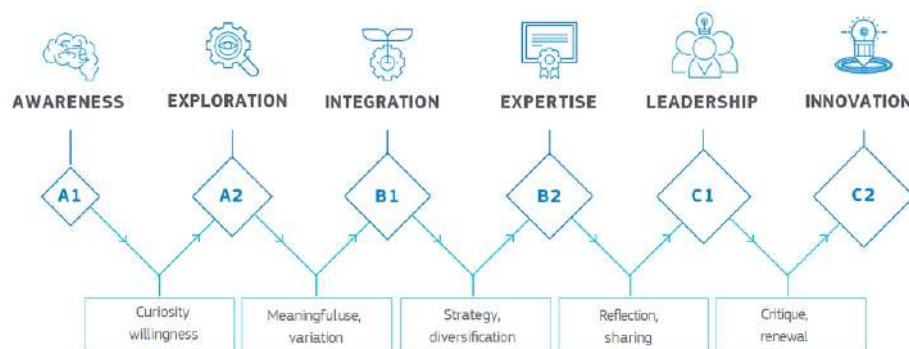 AWARENESS EXPLORATION INTEGRATION EXPERTISE LEADERSHIP INNOVATION
A1 A2 B1 B2 C1 C2
Curiosity
willingness
Meaningfuluse,
variation
Strategy,
diversification
Reflection,
sharing
Critique,
renewal